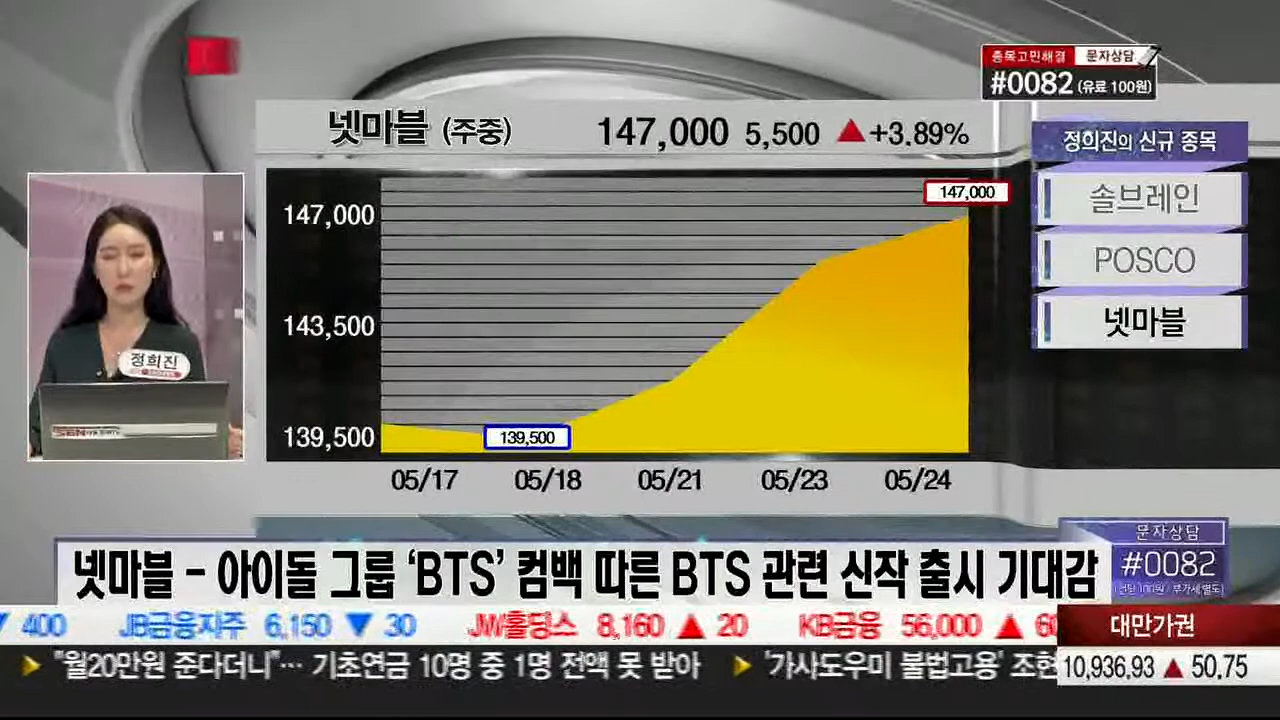 종목고민해결 문자상담
#0082 (유료 100원)
넷마블 (주중) 147,000 5,500 ▲+3.89%
정희진의 신규 종목
솔브레인
POSCO
넷마블
147,000
147,000
143,500
139,500
139,500
05/17 05/18 05/21 05/23 05/24
정희진
SEN
넷마블 - 아이돌 그룹 ‘BTS’ 컴백 따른 BTS 관련 신작 출시 기대감
문자상담
#0082
▼ 400 JB금융지주 6,150 ▼ 30 JW홀딩스 8,160 ▲ 20 KB금융 56,000 ▲ 60
대만가권
10,936.93 ▲ 50.75
"월20만원 준다더니"… 기초연금 10명 중 1명 전액 못 받아 '가사도우미 불법고용' 조현